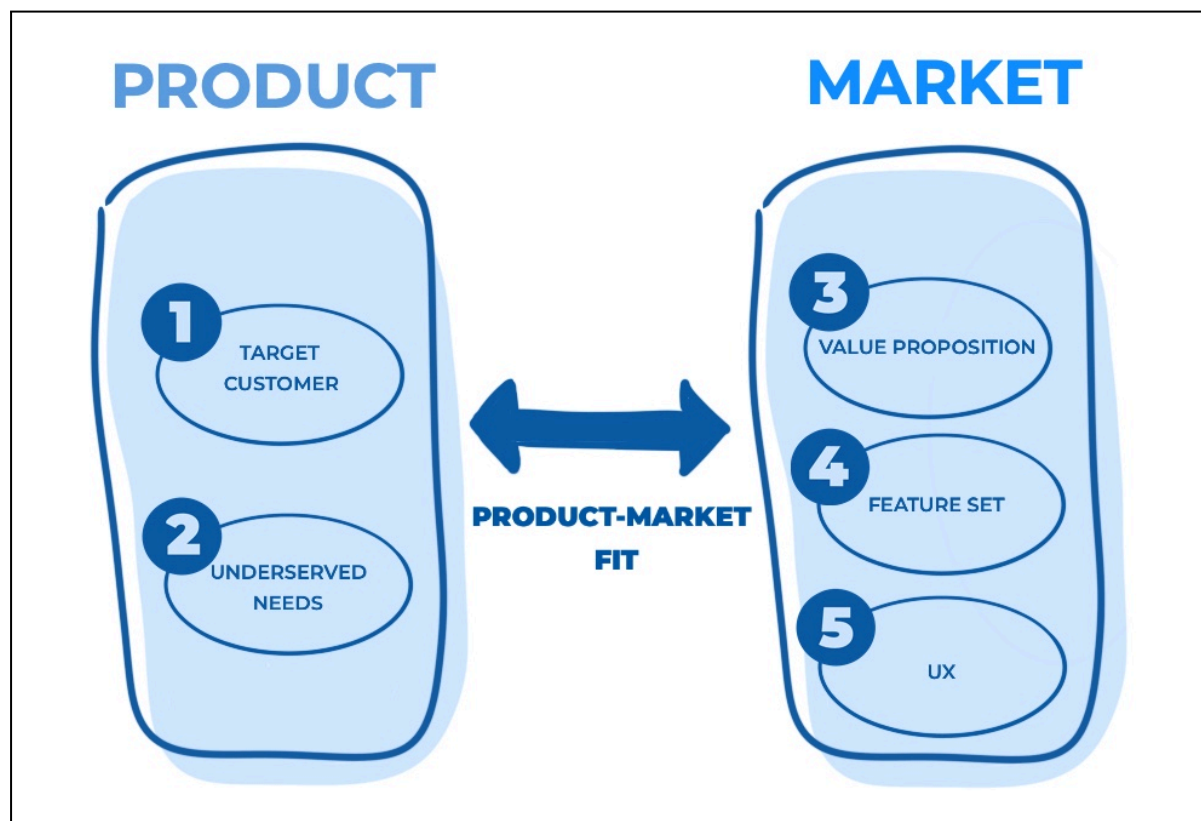 PRODUCT
MARKET
1
TARGET
CUSTOMER
2
UNDERSERVED
NEEDS
PRODUCT-MARKET
FIT
3
VALUE PROPOSITION
4
FEATURE SET
5
UX